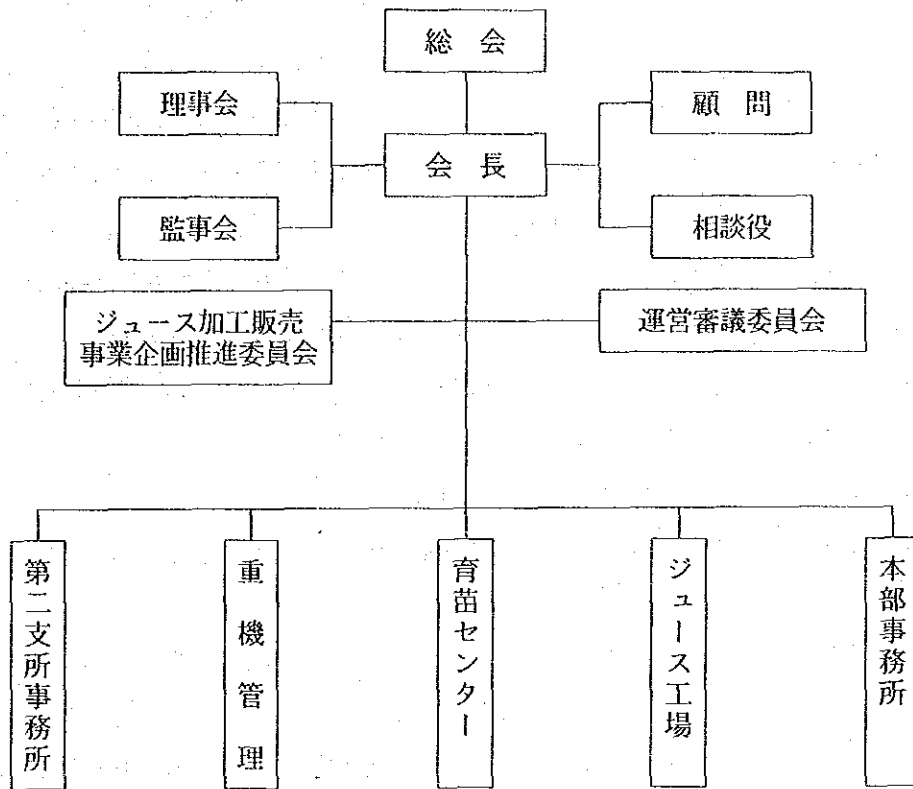 総会
理事会
顧問
会長
監事会
相談役
ジュース加工販売
事業企画推進委員会
運営審議委員会
第二支所事務所
重機管理
育苗センター
ジュース工場
本部事務所